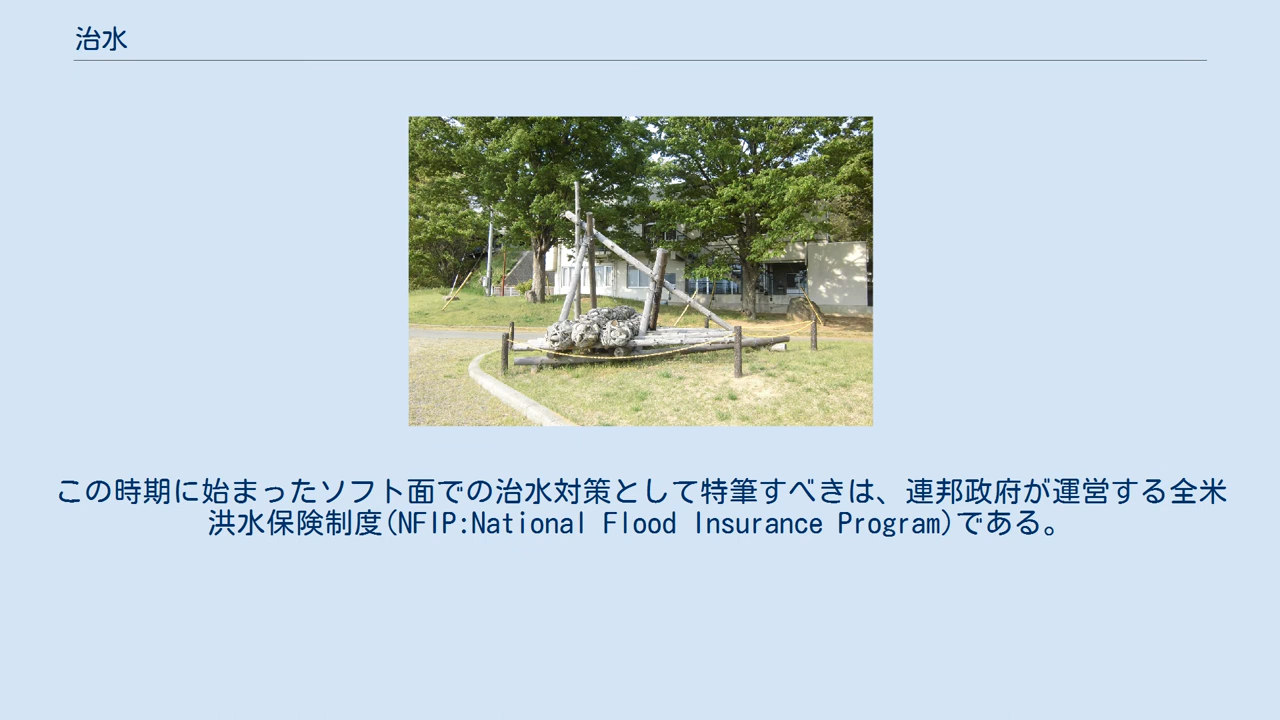 治水
この時期に始まったソフト面での治水対策として特筆すべきは、連邦政府が運営する全米
洪水保険制度(NFIP:National Flood Insurance Program)である。